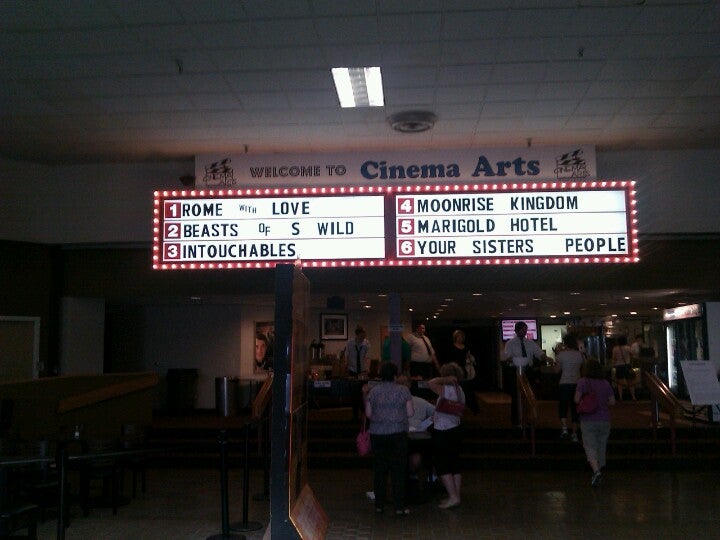 WELCOME TO Cinema Arts
1 ROME WITH LOVE
2 BEASTS OF S WILD
3 INTOUCHABLES
4 MOONRISE KINGDOM
5 MARIGOLD HOTEL
6 YOUR SISTERS PEOPLE